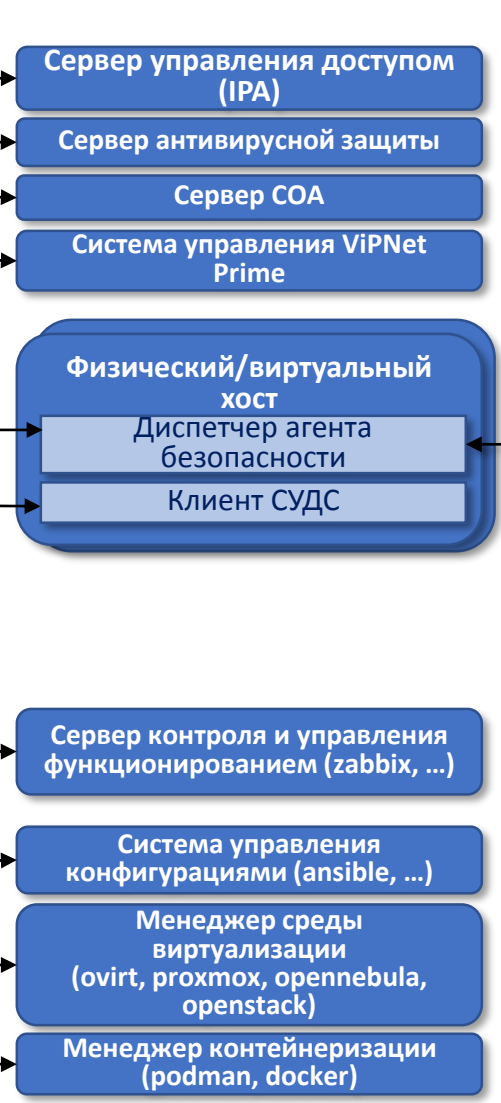 Сервер управления доступом
(IPA)
Сервер антивирусной защиты
Сервер СОА
Система управления ViPNet
Prime
Физический/виртуальный
хост
Диспетчер агента
безопасности
Клиент СУДС
Сервер контроля и управления
функционированием (zabbix, ...)
Система управления
конфигурациями (ansible, ...)
Менеджер среды
виртуализации
(ovirt, proxmox, opennebula,
openstack)
Менеджер контейнеризации
(podman, docker)